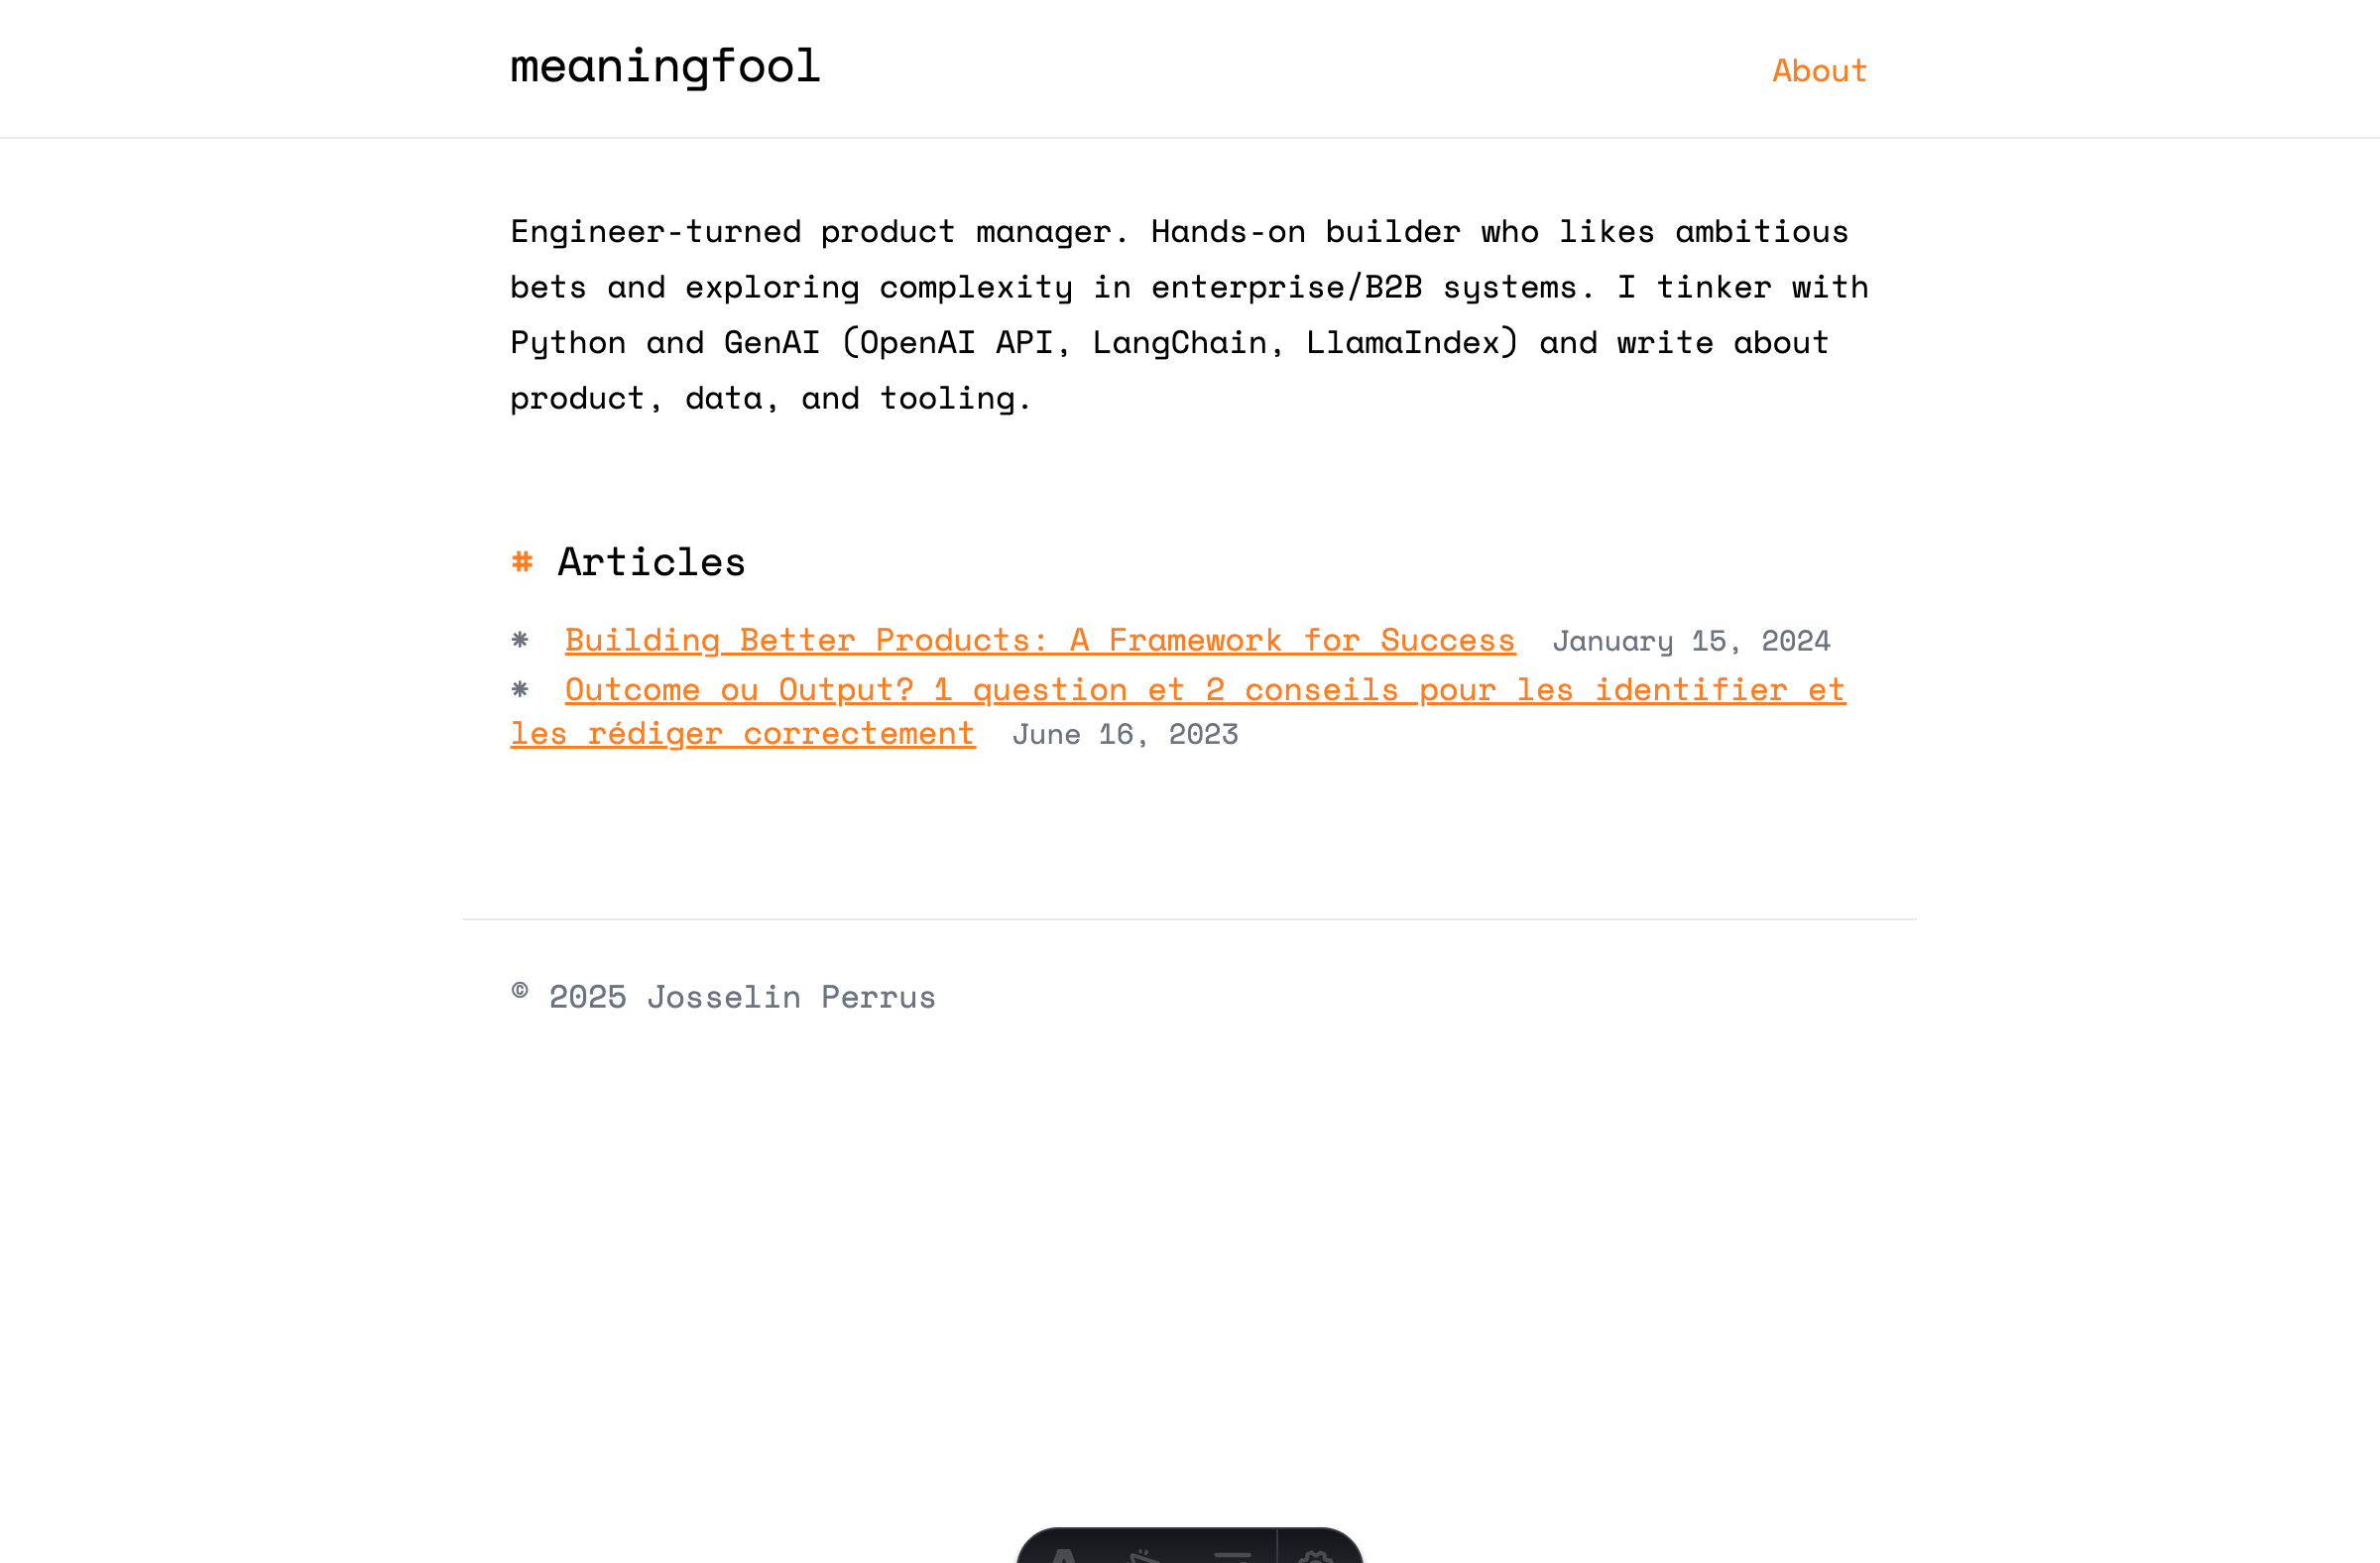 meaningfool
About
Engineer-turned product manager. Hands-on builder who likes ambitious
bets and exploring complexity in enterprise/B2B systems. I tinker with
Python and GenAI (OpenAI API, LangChain, LlamaIndex) and write about
product, data, and tooling.
# Articles
* Building Better Products: A Framework for Success January 15, 2024
* Outcome ou Output? 1 question et 2 conseils pour les identifier et
les rédiger correctement June 16, 2023
© 2025 Josselin Perrus